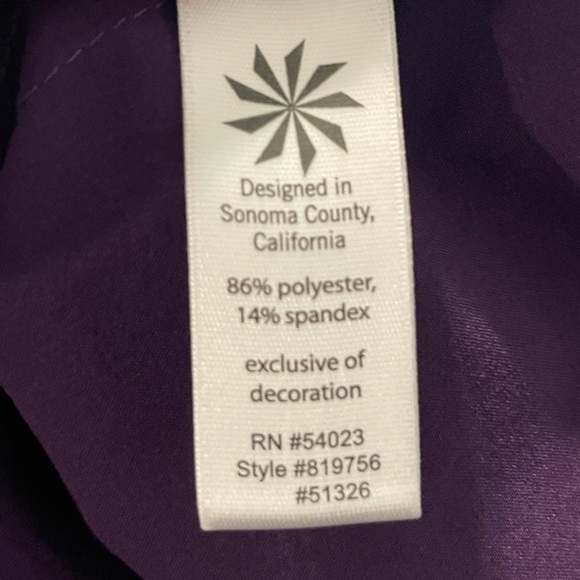 Designed in
Sonoma County,
California
86% polyester,
14% spandex
exclusive of
decoration
RN #54023
Style #819756
#51326